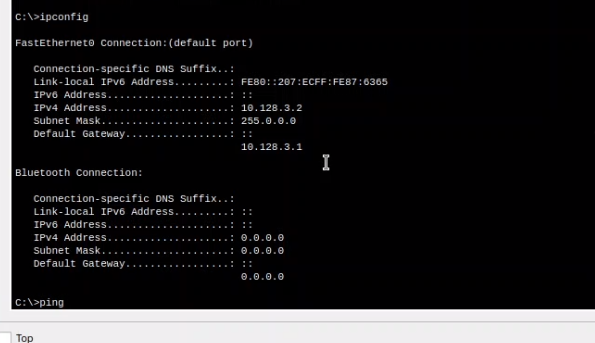 C:\>ipconfig
FastEthernet0 Connection:(default port)
Connection-specific DNS Suffix..:
Link-local IPv6 Address.........: FE80::207:ECFF:FE87:6365
IPv6 Address....................: ::
IPv4 Address....................: 10.128.3.2
Subnet Mask.....................: 255.0.0.0
Default Gateway.................: ::
10.128.3.1
Bluetooth Connection:
Connection-specific DNS Suffix..:
Link-local IPv6 Address.........: ::
IPv6 Address....................: ::
IPv4 Address....................: 0.0.0.0
Subnet Mask.....................: 0.0.0.0
Default Gateway.................: ::
0.0.0.0
C:\>ping
Top